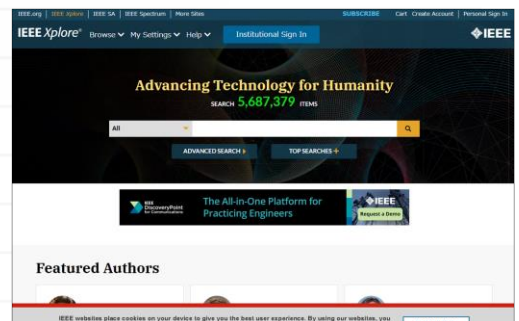 IEEE.org IEEE Xplore IEEE SA IEEE Spectrum More Sites SUBSCRIBE Cart Create Account Personal Sign In
IEEE Xplore® Browse My Settings Help Institutional Sign In IEEE
Advancing Technology for Humanity
SEARCH 5,687,379 ITEMS
All
ADVANCED SEARCH TOP SEARCHES
IEEE DiscoveryPoint for Communications
The All-in-One Platform for
Practicing Engineers
IEEE
Request a Demo
Featured Authors
IEEE websites place cookies on your device to give you the best user experience. By using our websites, you